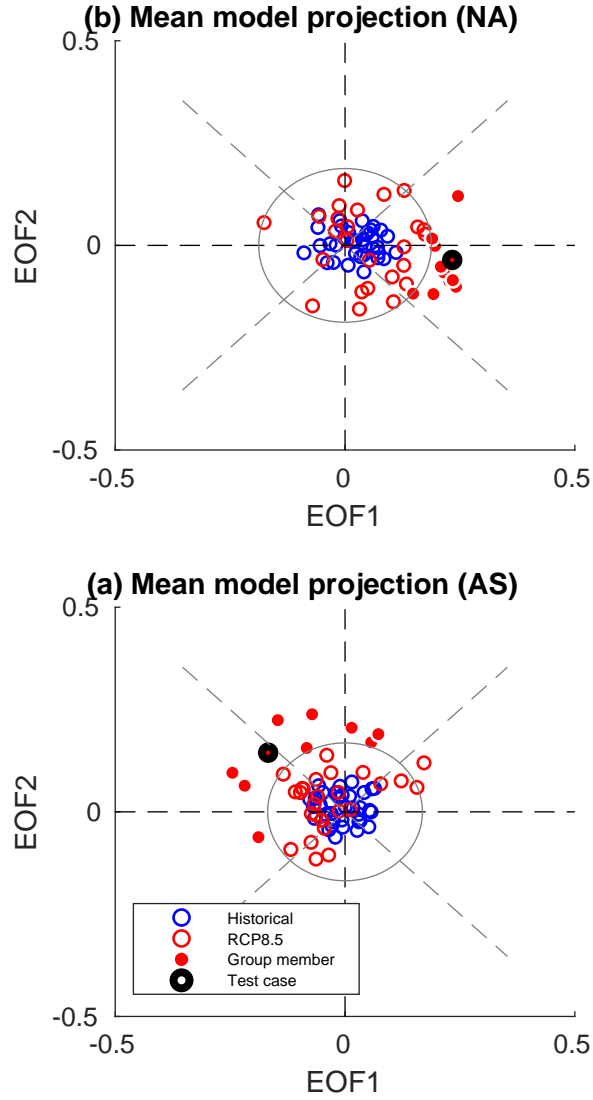 (b) Mean model projection (NA)
0.5
EOF2
0
-0.5
-0.5 0 0.5
EOF1
(a) Mean model projection (AS)
0.5
EOF2
0
Historical
RCP8.5
Group member
Test case
-0.5
-0.5 0 0.5
EOF1